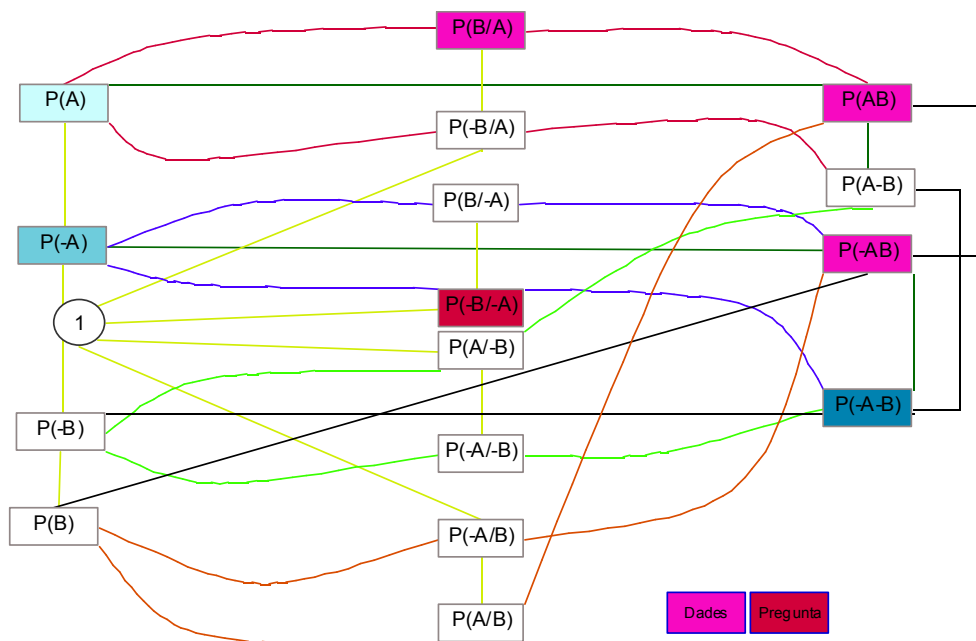 P(B/A)
P(A)
P(AB)
P(-B/A)
P(A-B)
P(B/-A)
P(-A)
P(-AB)
P(-B/-A)
1
P(A/-B)
P(-A-B)
P(-B)
P(-A/-B)
P(B)
P(-A/B)
P(A/B)
Dades
Pregunta